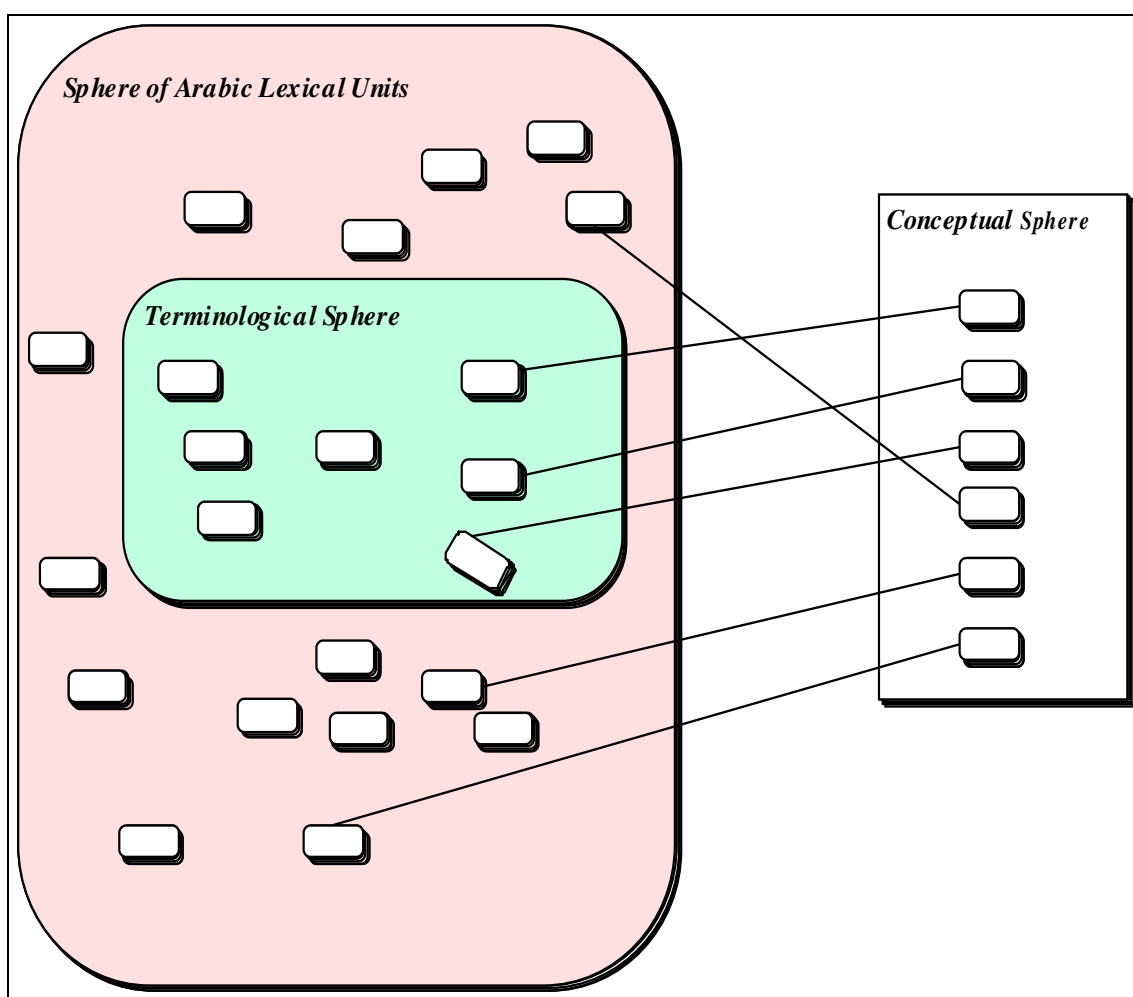 Sphere of Arabic Lexical Units
Conceptual Sphere
Terminological Sphere